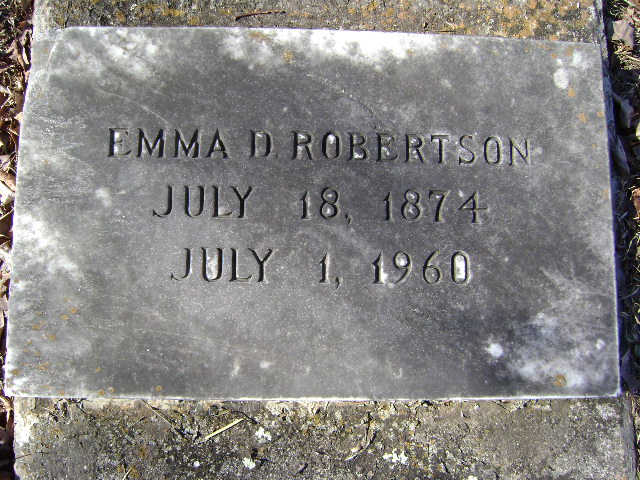 EMMA D. ROBERTSON
JULY 18, 1874
JULY 1, 1960